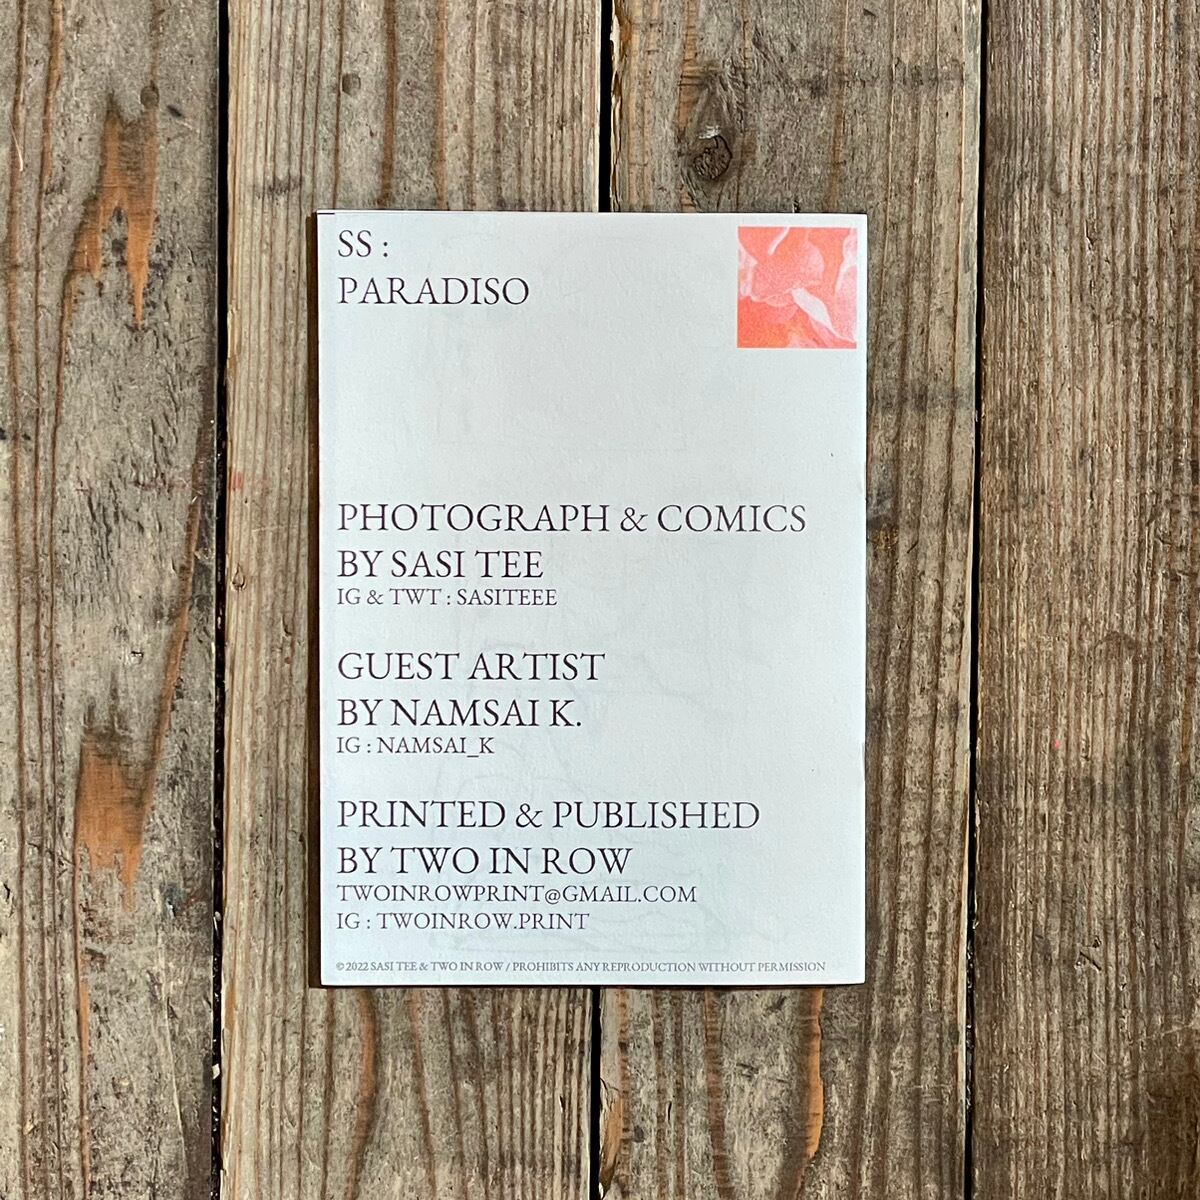 SS :
PARADISO
PHOTOGRAPH & COMICS
BY SASI TEE
IG & TWT : SASITEEE
GUEST ARTIST
BY NAMSAI K.
IG : NAMSAI_K
PRINTED & PUBLISHED
BY TWO IN ROW
TWOINROWPRINT@GMAIL.COM
IG : TWOINROW.PRINT
©2022 SASI TEE & TWO IN ROW / PROHIBITS ANY REPRODUCTION WITHOUT PERMISSION